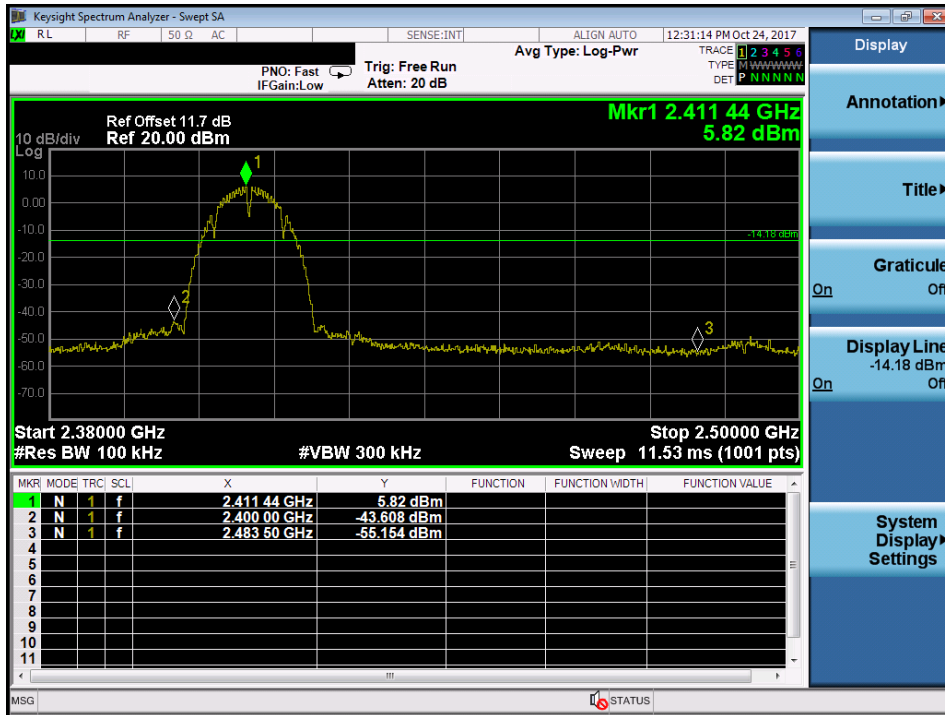 Keysight Spectrum Analyzer - Swept SA
LXI RL RF 50 Ω AC SENSE:INT ALIGN AUTO 12:31:14 PM Oct 24, 2017
PNO: Fast
IFGain:Low
Trig: Free Run
Atten: 20 dB
Avg Type: Log-Pwr
TRACE 1 2 3 4 5 6
TYPE M WWWWW
DET P N N N N N
Mkr1 2.411 44 GHz
5.82 dBm
Ref Offset 11.7 dB
10 dB/div Ref 20.00 dBm
Log
10.0
0.00
-10.0
-20.0
-30.0
-40.0
-50.0
-60.0
-70.0
1
-14.18 dBm
2
3
Start 2.38000 GHz Stop 2.50000 GHz
#Res BW 100 kHz #VBW 300 kHz Sweep 11.53 ms (1001 pts)
MKR MODE TRC SCL X Y FUNCTION FUNCTION WIDTH FUNCTION VALUE
1 N 1 f 2.411 44 GHz 5.82 dBm
2 N 1 f 2.400 00 GHz -43.608 dBm
3 N 1 f 2.483 50 GHz -55.154 dBm
4
5
6
7
8
9
10
11
MSG STATUS
Display
Annotation
Title
Graticule
On Off
Display Line
-14.18 dBm
On Off
System
Display
Settings